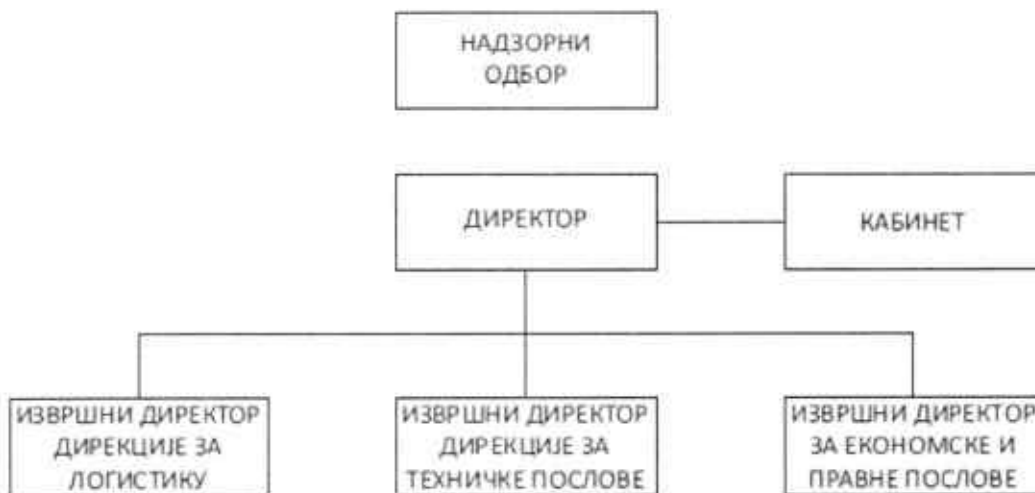 НАДЗОРНИ
ОДБОР
ДИРЕКТОР
КАБИНЕТ
ИЗВРШНИ ДИРЕКТОР
ДИРЕКЦИЈЕ ЗА
ЛОГИСТИКУ
ИЗВРШНИ ДИРЕКТОР
ДИРЕКЦИЈЕ ЗА
ТЕХНИЧКЕ ПОСЛОВЕ
ИЗВРШНИ ДИРЕКТОР
ЗА ЕКОНОМСКЕ И
ПРАВНЕ ПОСЛОВЕ